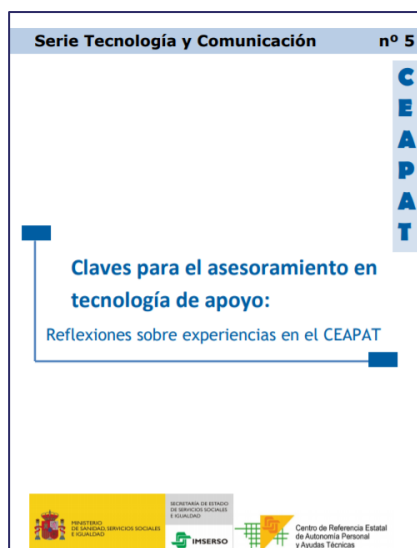 Serie Tecnología y Comunicación nº 5
C
E
A
P
A
T
Claves para el asesoramiento en
tecnología de apoyo:
Reflexiones sobre experiencias en el CEAPAT
MINISTERIO
DE SANIDAD, SERVICIOS SOCIALES
E IGUALDAD
SECRETARÍA DE ESTADO
DE SERVICIOS SOCIALES
E IGUALDAD
IMSERSO
Centro de Referencia Estatal
de Autonomía Personal
y Ayudas Técnicas